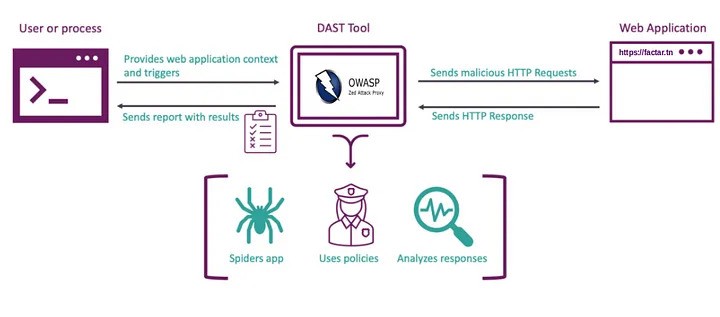 User or process
DAST Tool
Web Application
https://factar.tn
Provides web application context
and triggers
OWASP
Zed Attack Proxy
Sends malicious HTTP Requests
Sends report with results
Sends HTTP Response
Spiders app
Uses policies
Analyzes responses